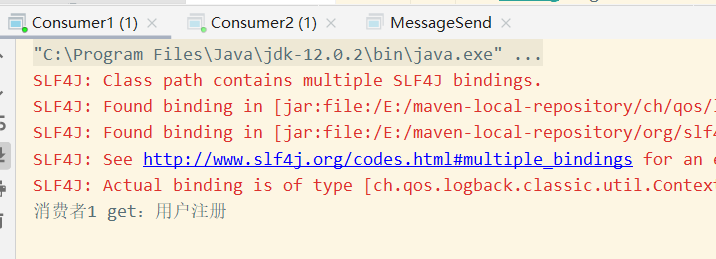 Consumer1 (1) Consumer2 (1) MessageSend
"C:\Program Files\Java\jdk-12.0.2\bin\java.exe" ...
SLF4J: Class path contains multiple SLF4J bindings.
SLF4J: Found binding in [jar:file:/E:/maven-local-repository/ch/qos/
SLF4J: Found binding in [jar:file:/E:/maven-local-repository/org/slf4
SLF4J: See http://www.slf4j.org/codes.html#multiple_bindings for an
SLF4J: Actual binding is of type [ch.qos.logback.classic.util.Context
消费者1 get：用户注册